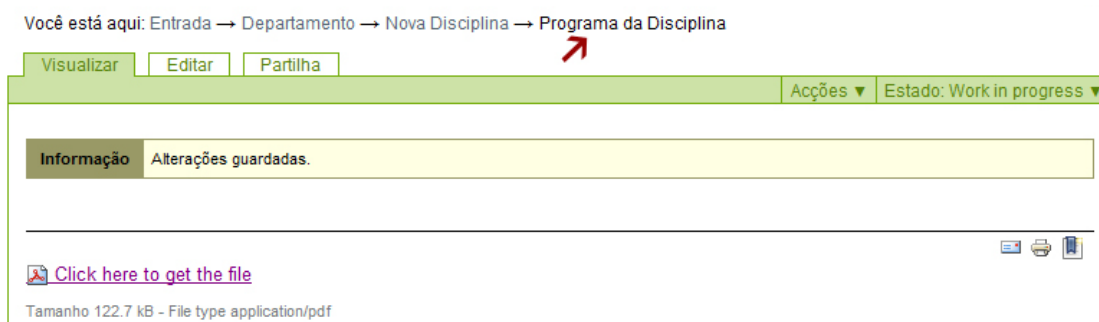 Você está aqui: Entrada → Departamento → Nova Disciplina → Programa da Disciplina
Visualizar Editar Partilha
Acções ▼ Estado: Work in progress ▼
Informação Alterações guardadas.
Click here to get the file
Tamanho 122.7 kB - File type application/pdf